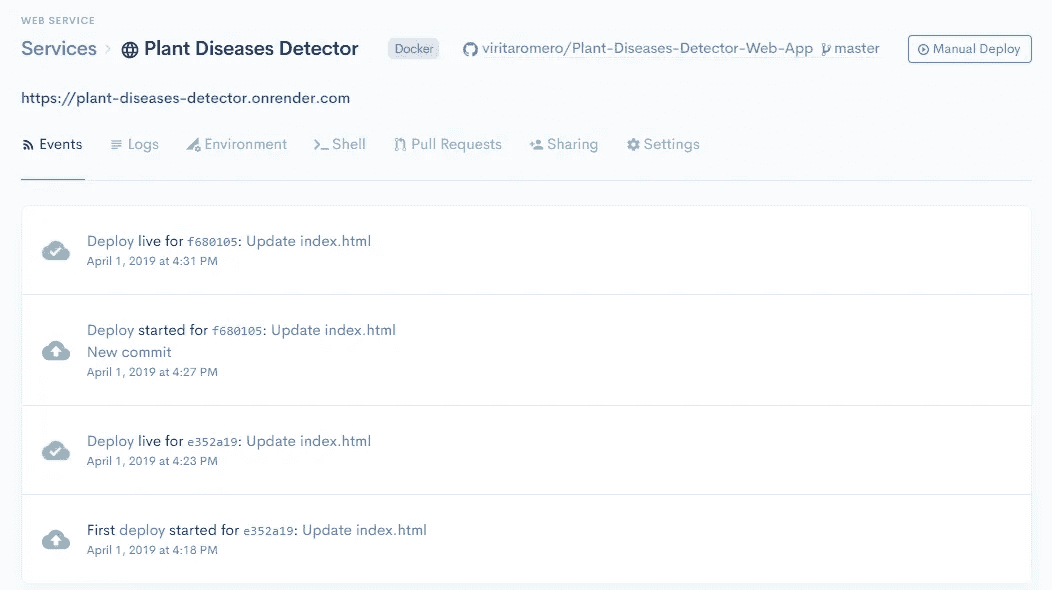 WEB SERVICE
Services > Plant Diseases Detector Docker viritaromero/Plant-Diseases-Detector-Web-App master Manual Deploy
https://plant-diseases-detector.onrender.com
Events Logs Environment Shell Pull Requests Sharing Settings
Deploy live for f680105: Update index.html
April 1, 2019 at 4:31 PM
Deploy started for f680105: Update index.html
New commit
April 1, 2019 at 4:27 PM
Deploy live for e352a19: Update index.html
April 1, 2019 at 4:23 PM
First deploy started for e352a19: Update index.html
April 1, 2019 at 4:18 PM